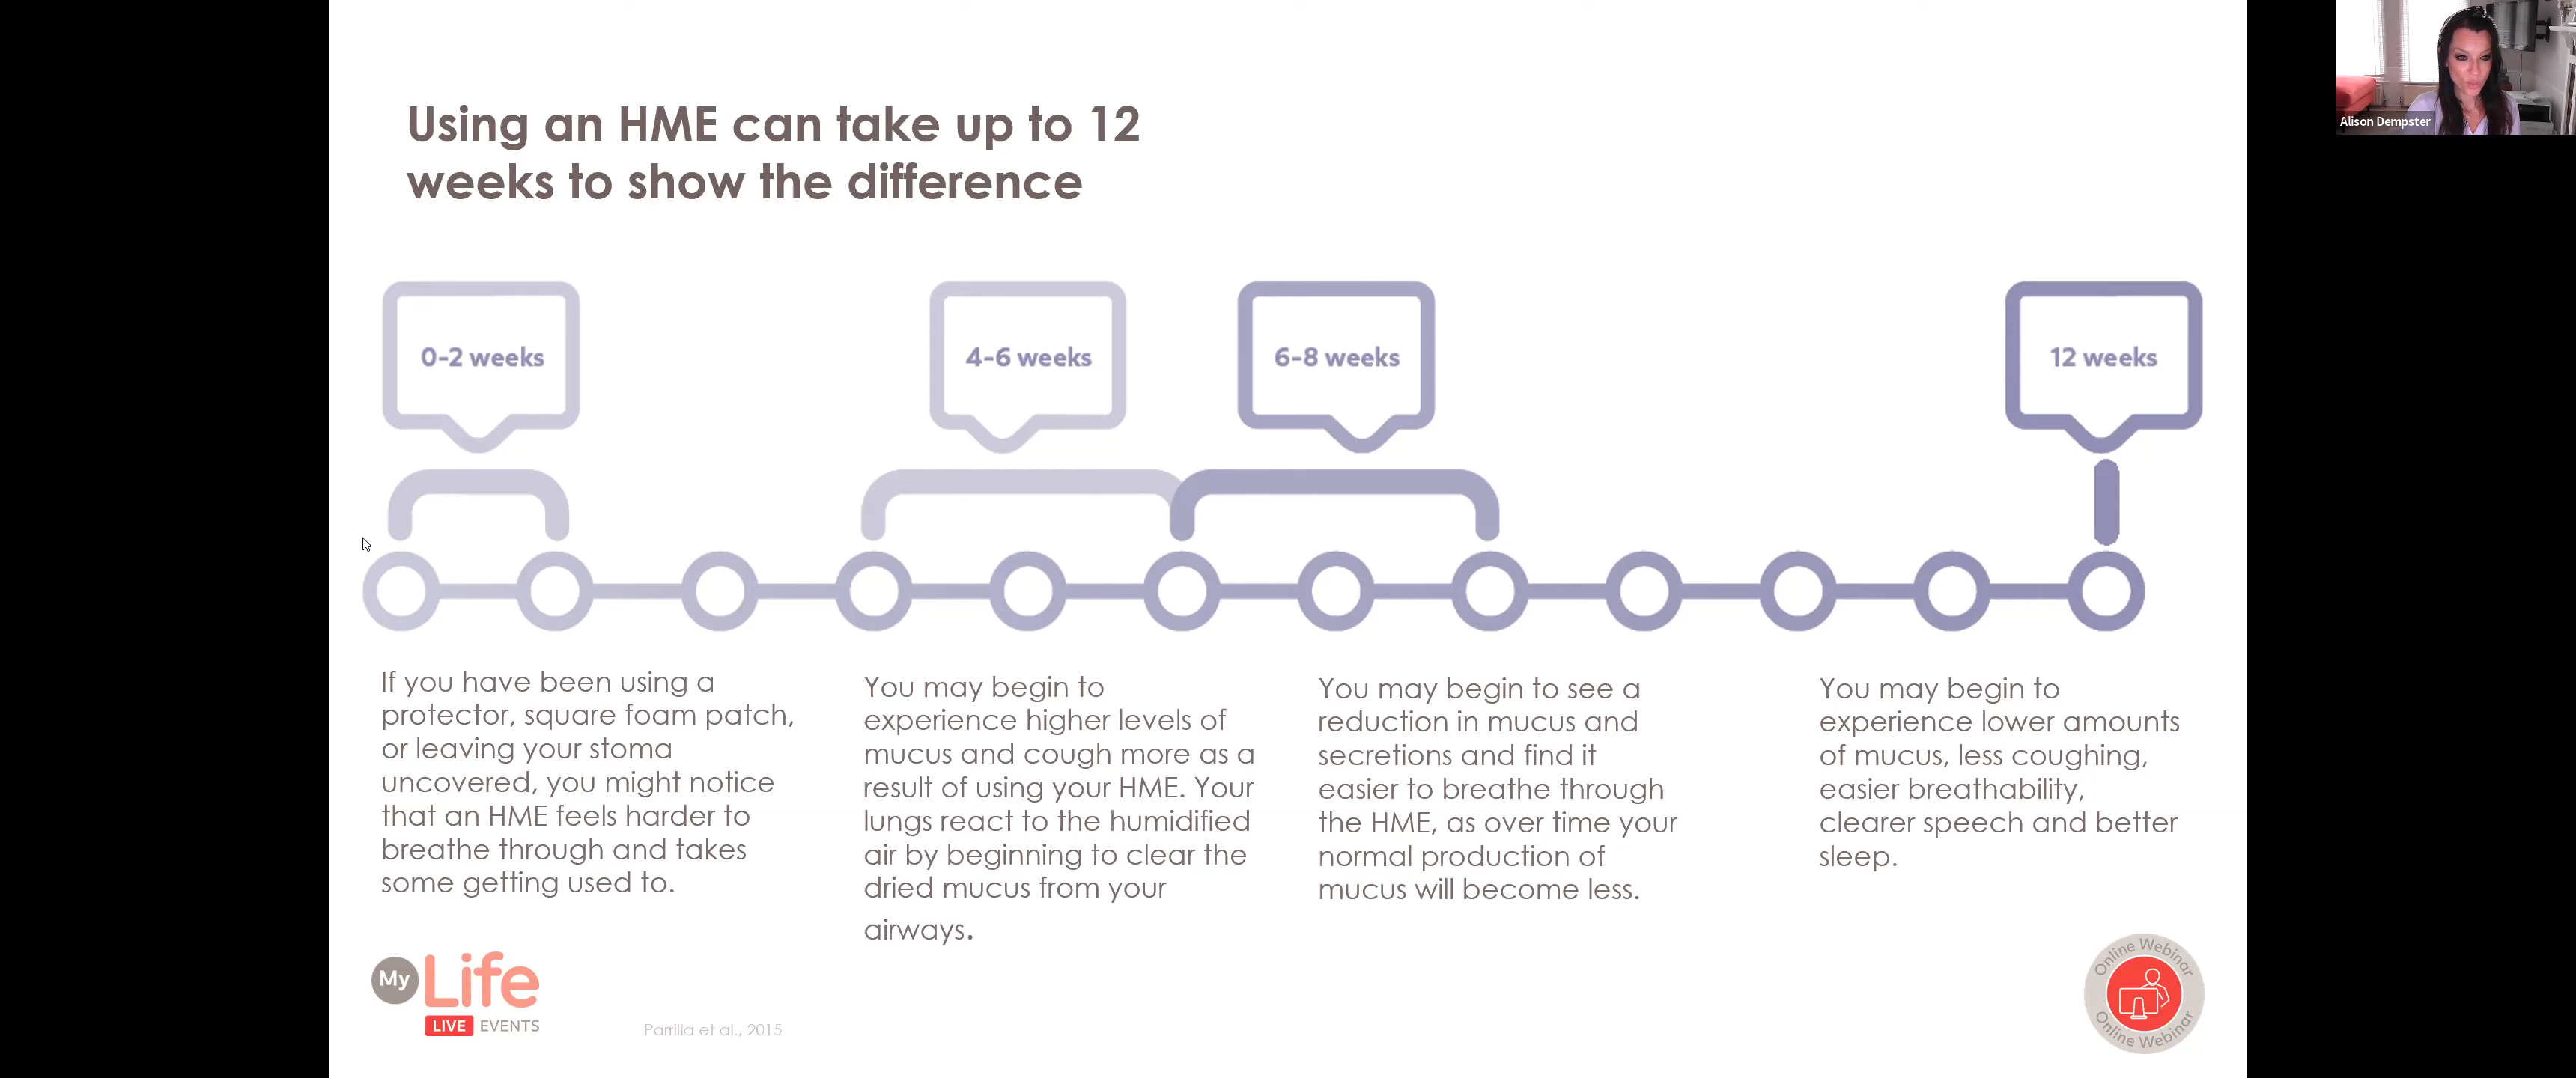 Using an HME can take up to 12
weeks to show the difference
0-2 weeks
4-6 weeks
6-8 weeks
12 weeks
If you have been using a
protector, square foam patch,
or leaving your stoma
uncovered, you might notice
that an HME feels harder to
breathe through and takes
some getting used to.
You may begin to
experience higher levels of
mucus and cough more as a
result of using your HME. Your
lungs react to the humidified
air by beginning to clear the
dried mucus from your
airways.
You may begin to see a
reduction in mucus and
secretions and find it
easier to breathe through
the HME, as over time your
normal production of
mucus will become less.
You may begin to
experience lower amounts
of mucus, less coughing,
easier breathability,
clearer speech and better
sleep.
My Life
LIVE EVENTS
Parrilla et al., 2015
Online Webinar
Online Webinar
Alison Dempster